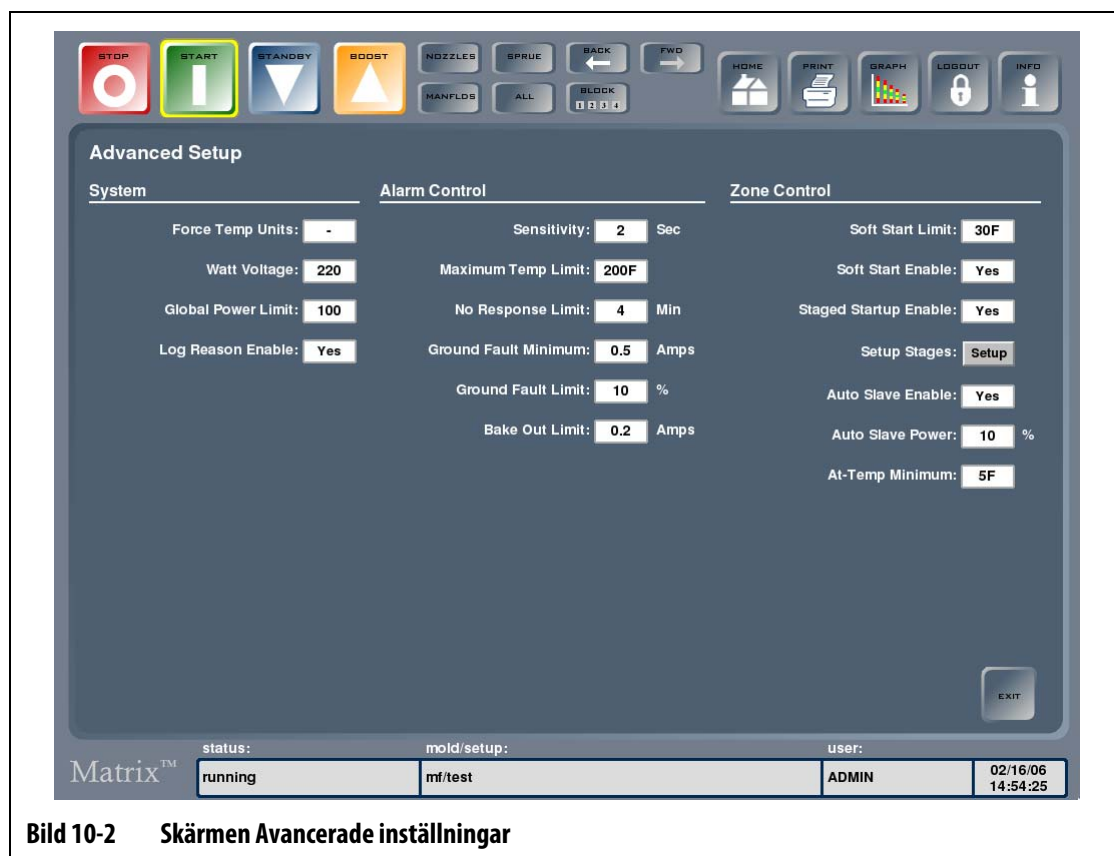 STOP START STANDBY BOOST NOZZLES SPRUE BACK FWD HOME PRINT GRAPH LOGOUT INFO
MANFLDS ALL BLOCK
1 2 3 4
Advanced Setup
System Alarm Control Zone Control
Force Temp Units: - Sensitivity: 2 Sec Soft Start Limit: 30F
Watt Voltage: 220 Maximum Temp Limit: 200F Soft Start Enable: Yes
Global Power Limit: 100 No Response Limit: 4 Min Staged Startup Enable: Yes
Log Reason Enable: Yes Ground Fault Minimum: 0.5 Amps Setup Stages: Setup
Ground Fault Limit: 10 % Auto Slave Enable: Yes
Bake Out Limit: 0.2 Amps Auto Slave Power: 10 %
At-Temp Minimum: 5F
EXIT
status: mold/setup: user:
Matrix™ running mf/test ADMIN 02/16/06
14:54:25
Bild 10-2 Skärmen Avancerade inställningar